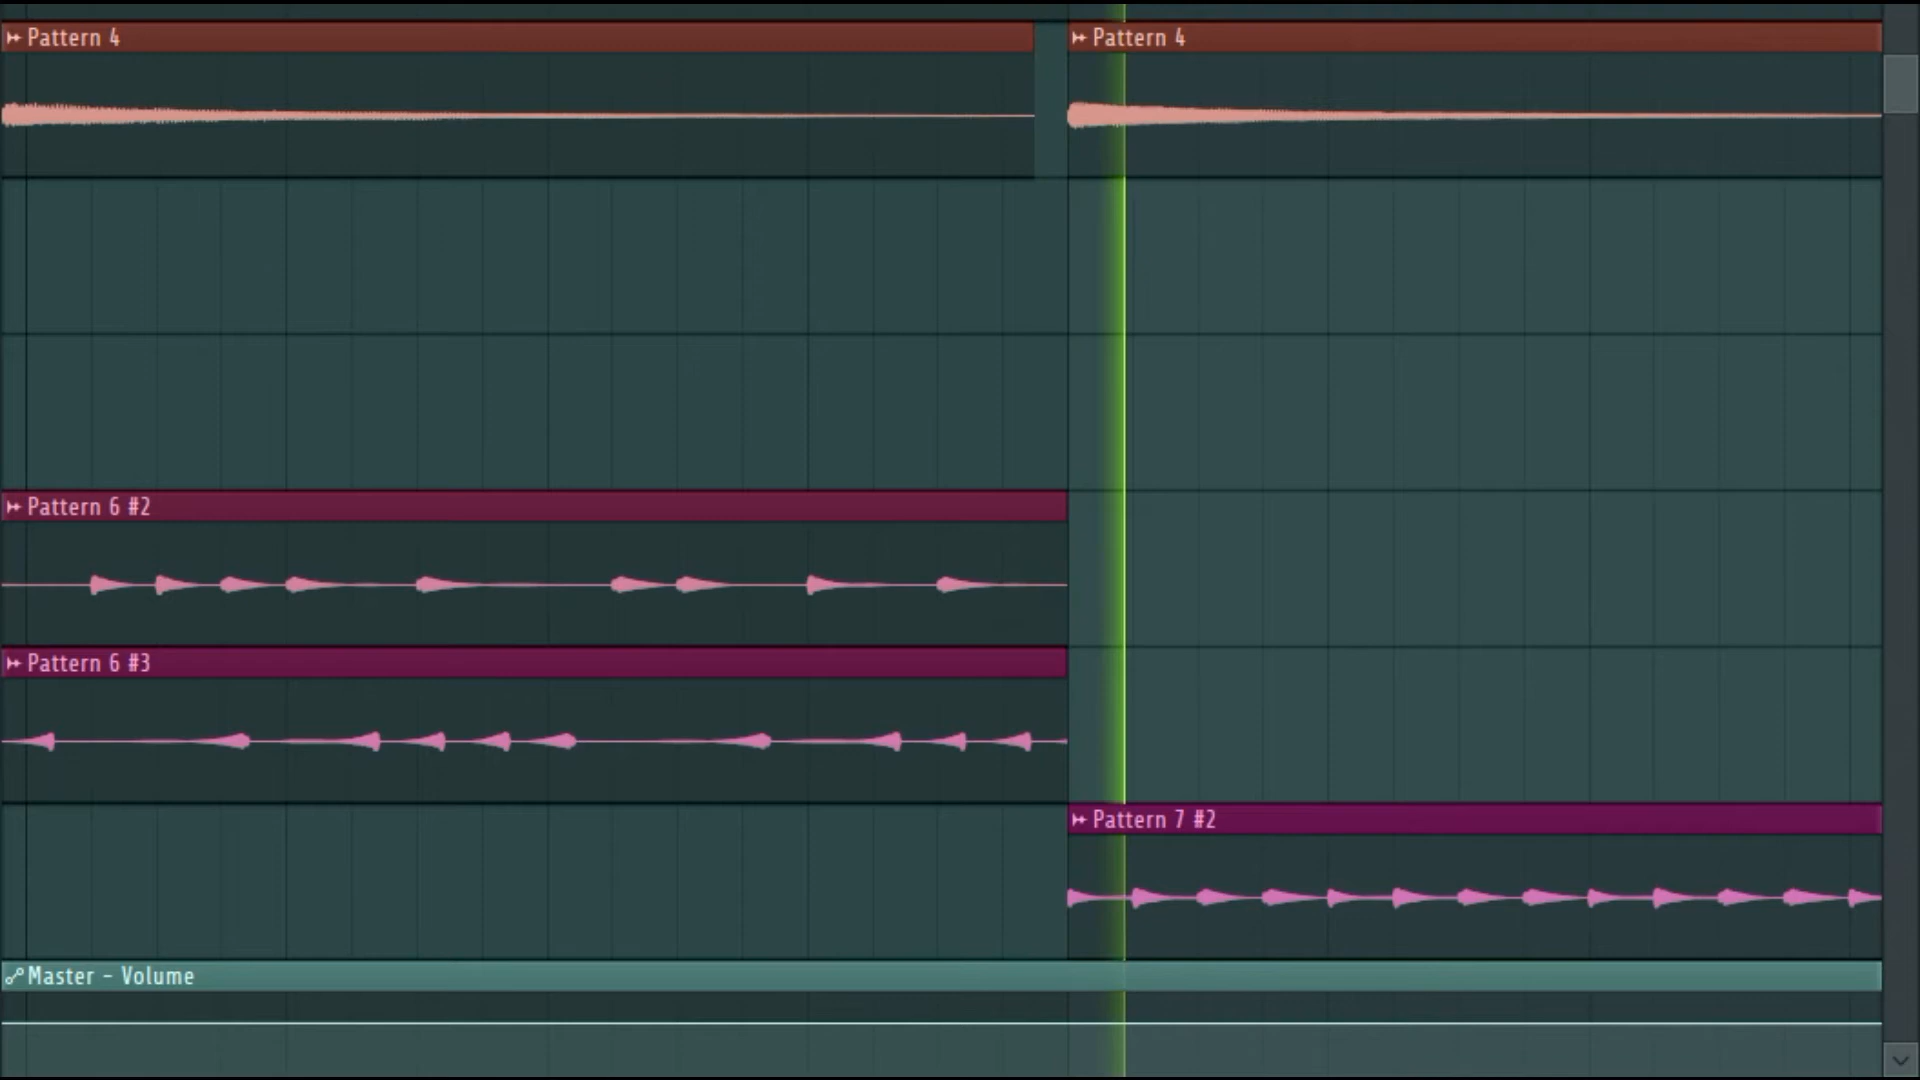 Pattern 4
Pattern 4
Pattern 6 #2
Pattern 6 #3
Pattern 7 #2
Master - Volume